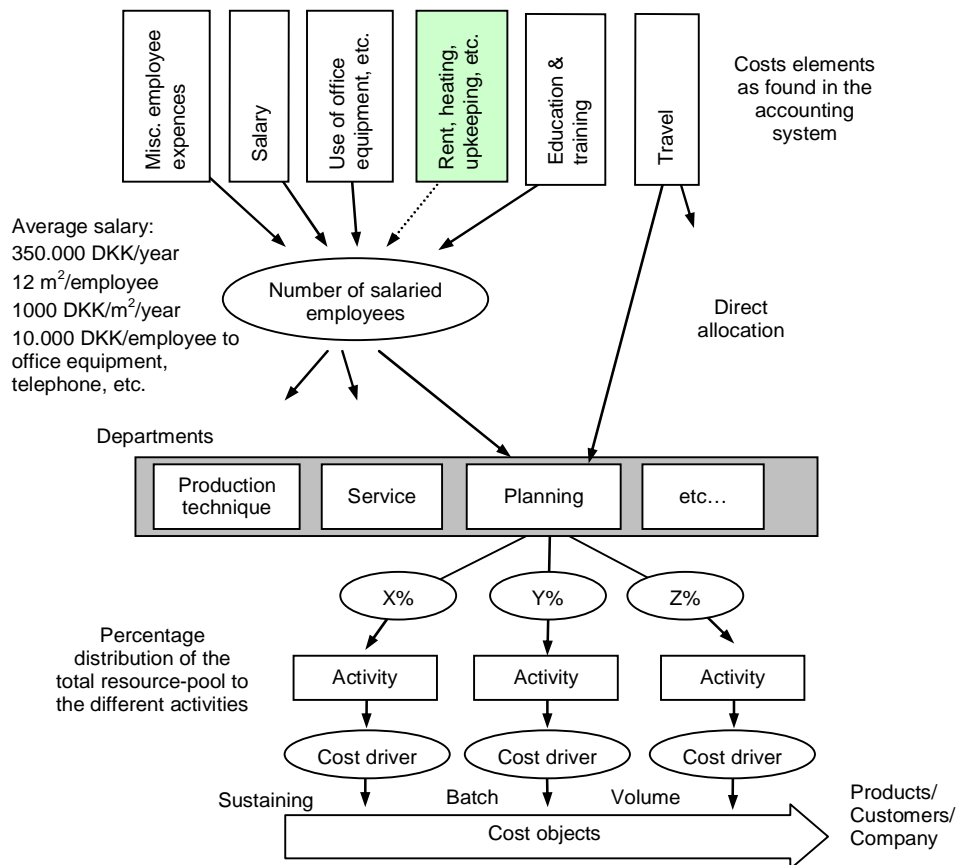 Misc. employee
expences
Salary
Use of office
equipment, etc.
Rent, heating,
upkeeping, etc.
Education &
training
Travel
Costs elements
as found in the
accounting
system
Average salary:
350.000 DKK/year
12 m²/employee
1000 DKK/m²/year
10.000 DKK/employee to
office equipment,
telephone, etc.
Number of salaried
employees
Direct
allocation
Departments
Production
technique
Service
Planning
etc…
X%
Y%
Z%
Percentage
distribution of the
total resource-pool to
the different activities
Activity
Activity
Activity
Cost driver
Cost driver
Cost driver
Sustaining
Batch
Volume
Cost objects
Products/
Customers/
Company